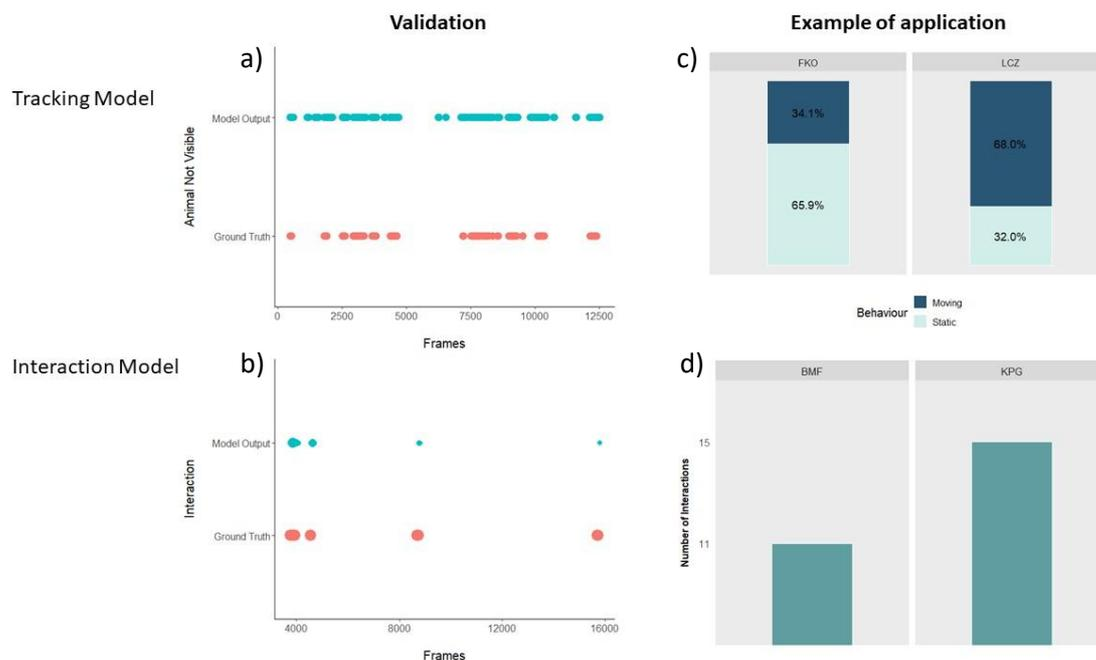 Validation
Example of application
Tracking Model
a)
Animal Not Visible
Model Output
Ground Truth
0 2500 5000 7500 10000 12500
Frames
c)
FKO LCZ
34.1%
65.9%
68.0%
32.0%
Behaviour
Moving
Static
Interaction Model
b)
Interaction
Model Output
Ground Truth
4000 8000 12000 16000
Frames
d)
BMF KPG
Number of Interactions
15
11